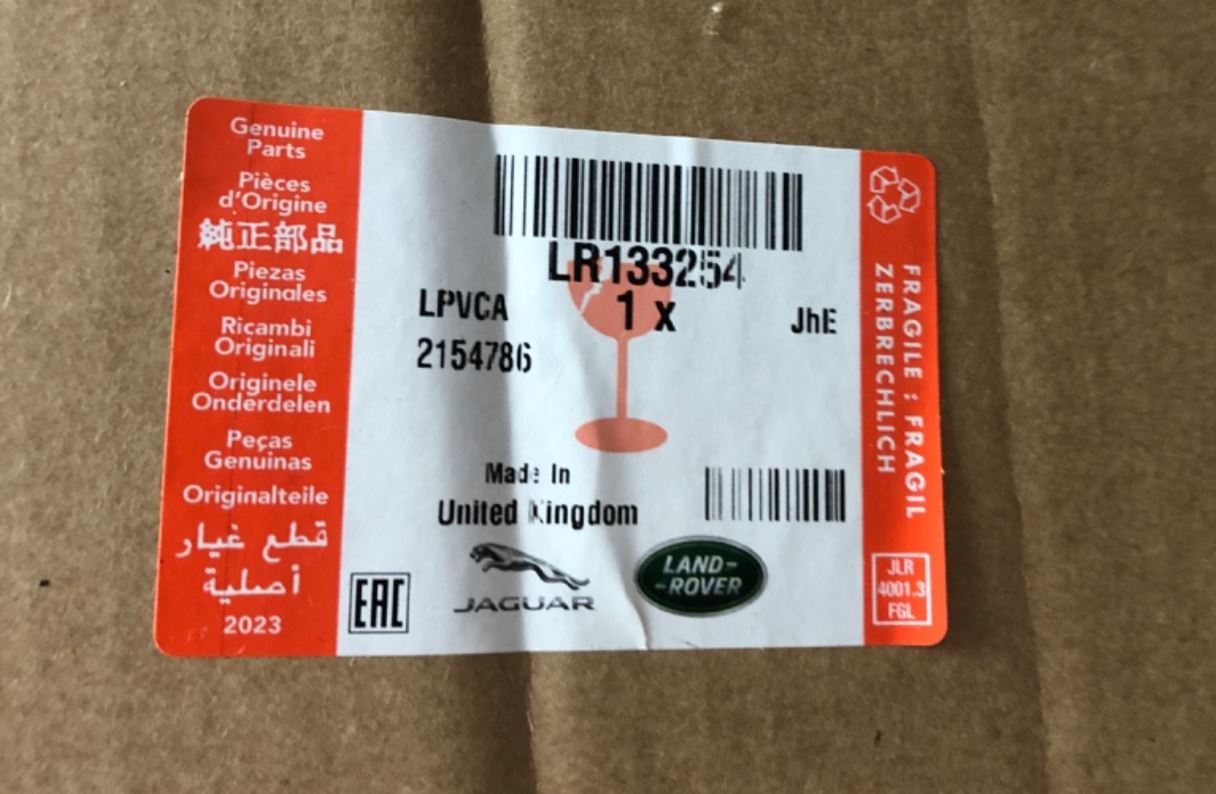 Genuine
Parts
Pièces
d'Origine
純正部品
Piezas
Originales
Ricambi
Originali
Originele
Onderdelen
Peças
Genuinas
Originalteile
قطع غيار
أصلية
2023
LR133254
LPVCA
1 x
JhE
2154786
Made In
United Kingdom
EAC
JAGUAR
LAND-
-ROVER
FRAGILE : FRAGIL
ZERBRECHLICH
JLR
4001.3
FGL